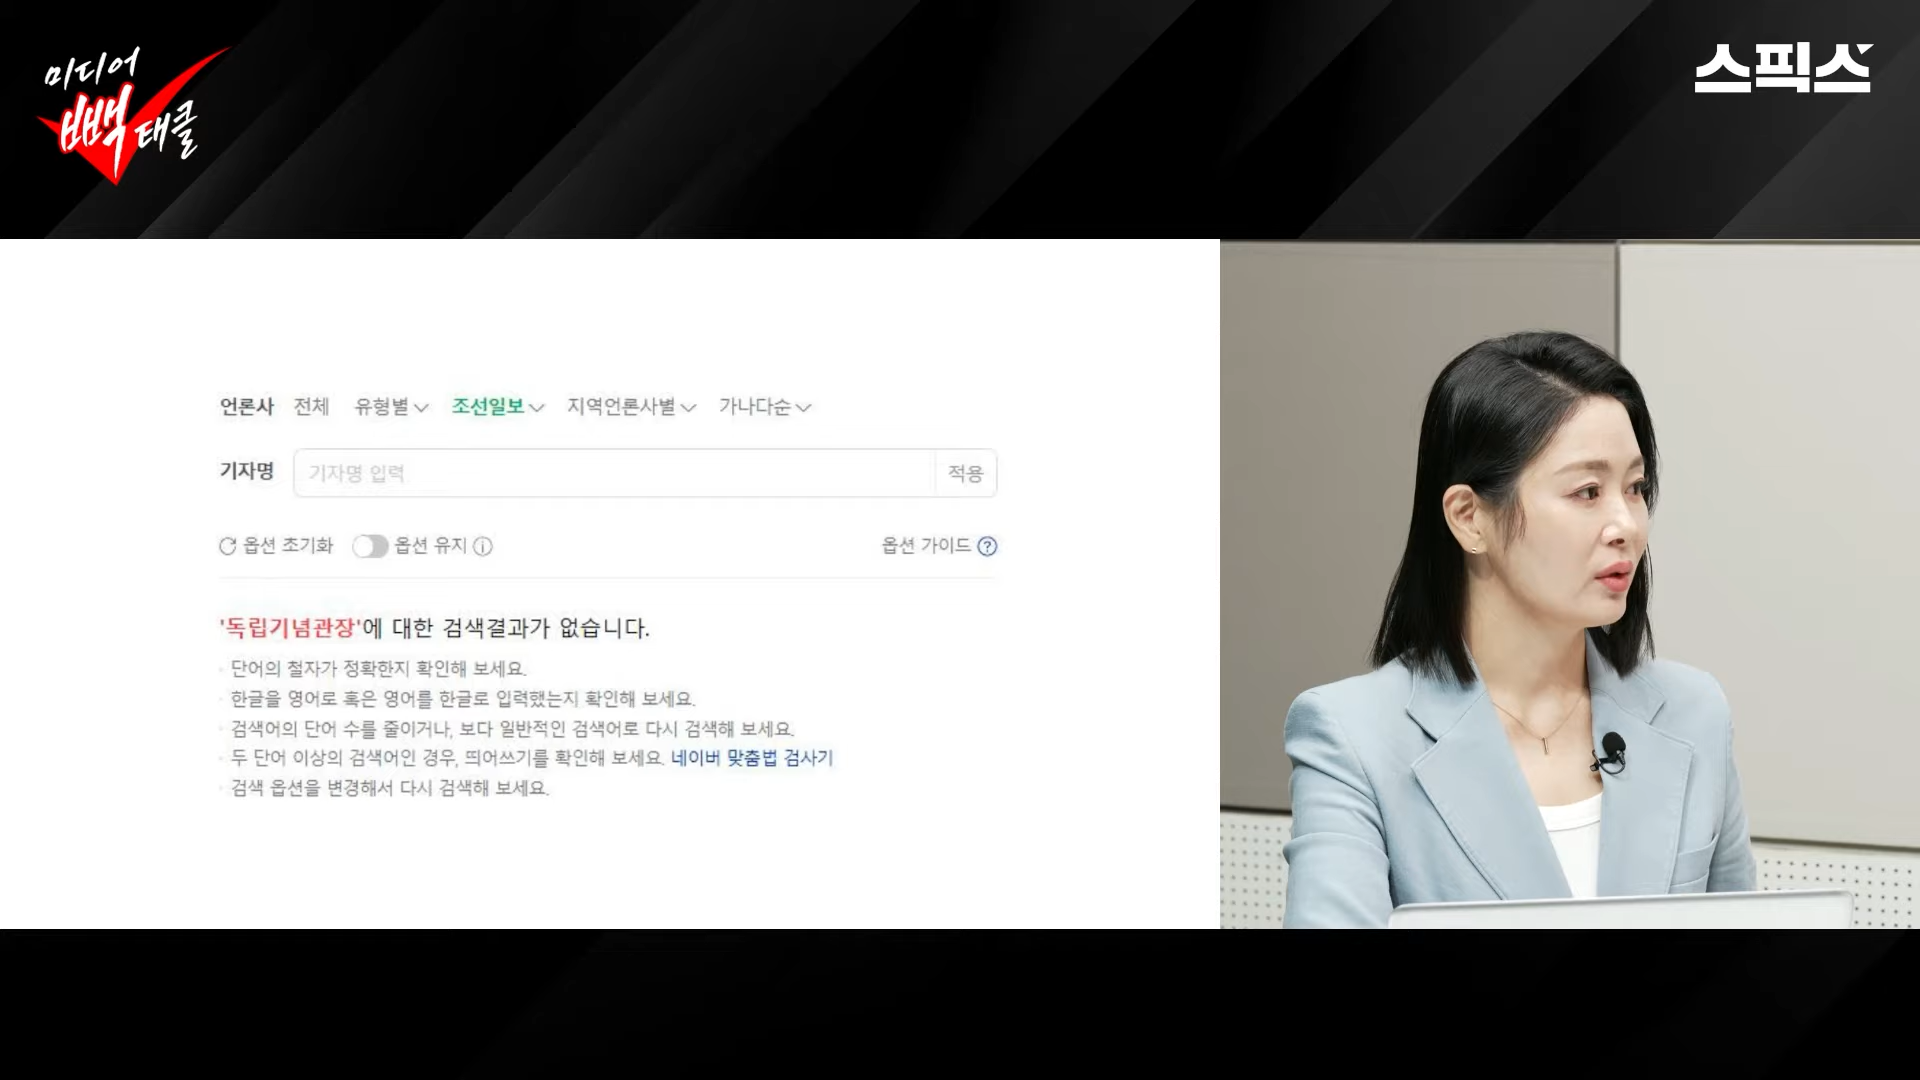 미디어
빽태클
스픽스
언론사 전체 유형별 조선일보 지역언론사별 가나다순
기자명 기자명 입력 적용
옵션 초기화 옵션 유지 옵션 가이드
'독립기념관장'에 대한 검색결과가 없습니다.
· 단어의 철자가 정확한지 확인해 보세요.
· 한글을 영어로 혹은 영어를 한글로 입력했는지 확인해 보세요.
· 검색어의 단어 수를 줄이거나, 보다 일반적인 검색어로 다시 검색해 보세요.
· 두 단어 이상의 검색어인 경우, 띄어쓰기를 확인해 보세요. 네이버 맞춤법 검사기
· 검색 옵션을 변경해서 다시 검색해 보세요.